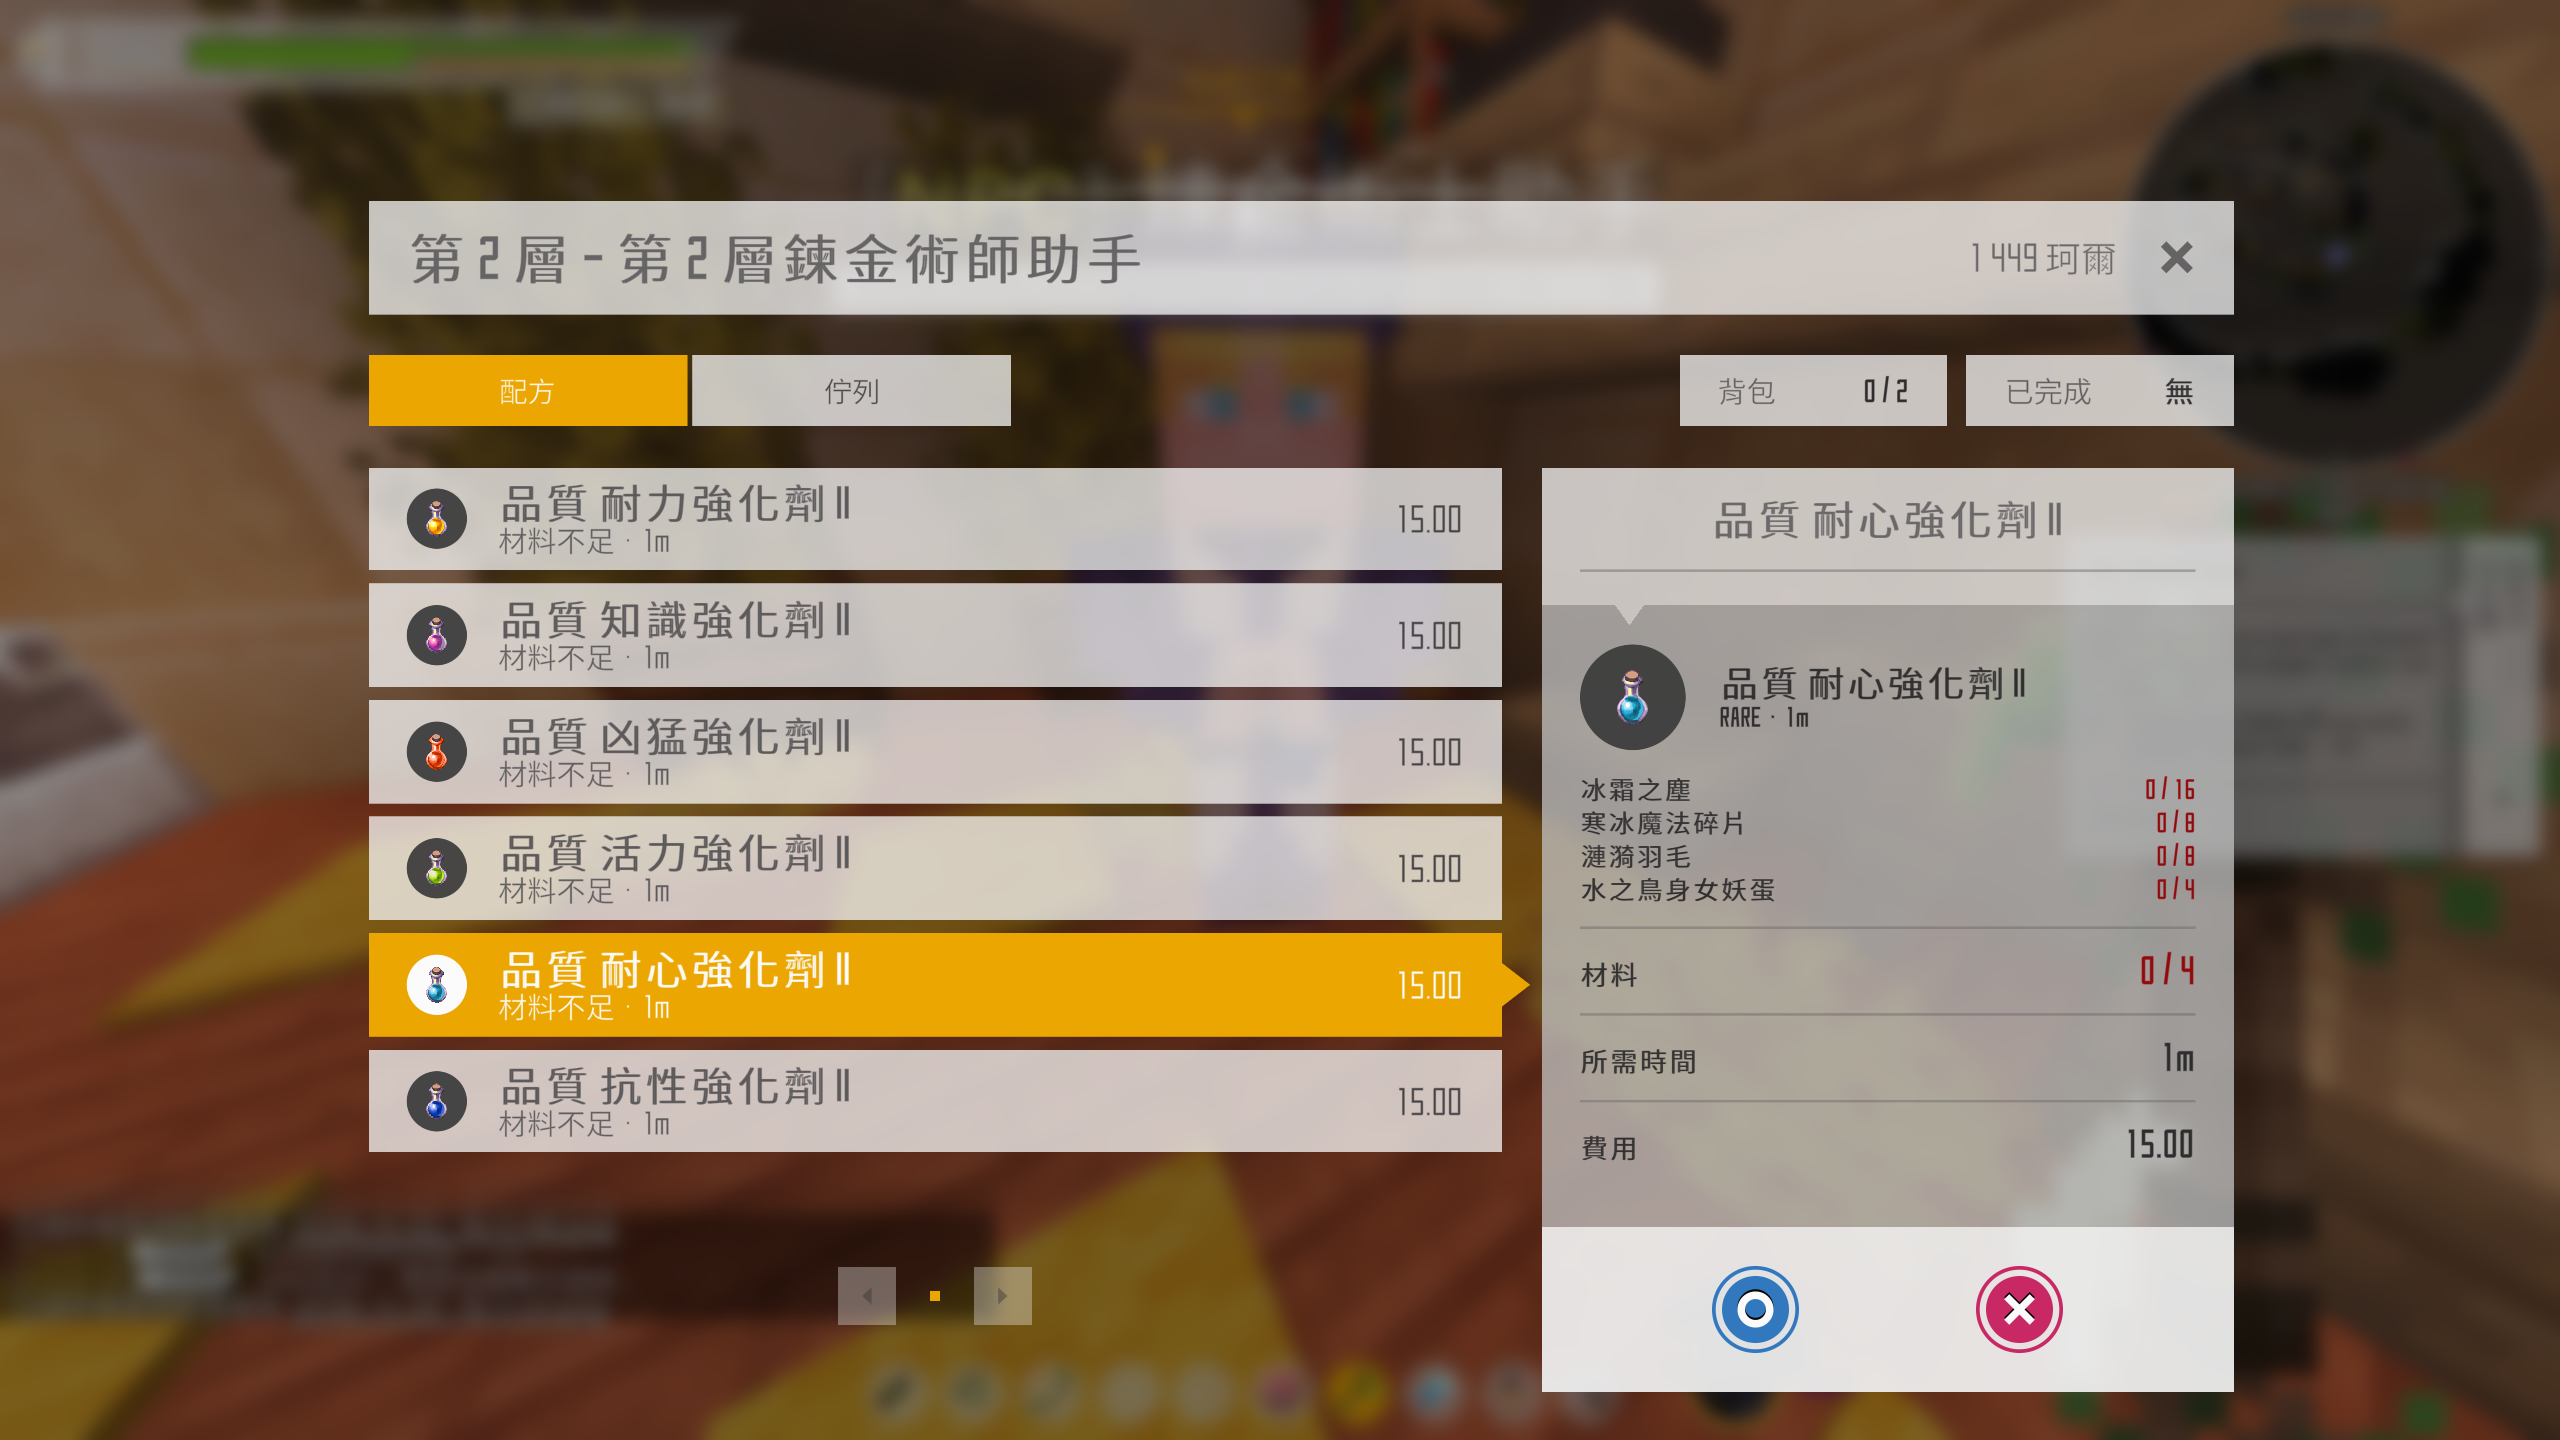 第2層 - 第2層鍊金術師助手
1 449 珂爾
配方
佇列
背包 0/2
已完成 無
品質 耐力強化劑 II
材料不足 · 1m
15.00
品質 知識強化劑 II
材料不足 · 1m
15.00
品質 凶猛強化劑 II
材料不足 · 1m
15.00
品質 活力強化劑 II
材料不足 · 1m
15.00
品質 耐心強化劑 II
材料不足 · 1m
15.00
品質 抗性強化劑 II
材料不足 · 1m
15.00
品質 耐心強化劑 II
品質 耐心強化劑 II
RARE · 1m
冰霜之塵 0/16
寒冰魔法碎片 0/8
漣漪羽毛 0/8
水之鳥身女妖蛋 0/4
材料 0/4
所需時間 1m
費用 15.00